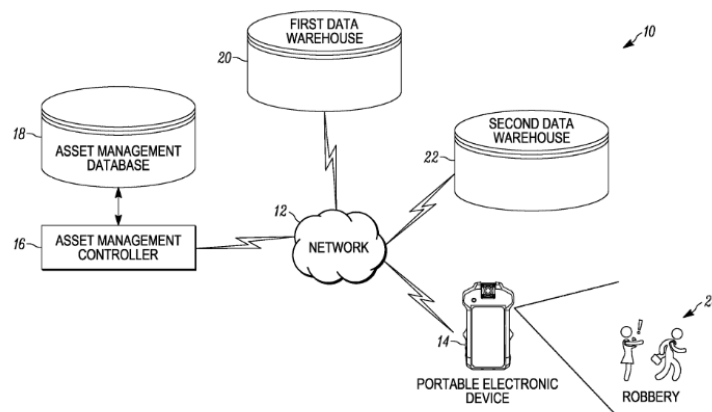 FIRST DATA
WAREHOUSE
20
10
SECOND DATA
WAREHOUSE
22
18
ASSET MANAGEMENT
DATABASE
12
NETWORK
16
ASSET MANAGEMENT
CONTROLLER
14
PORTABLE ELECTRONIC
DEVICE
2
!
ROBBERY